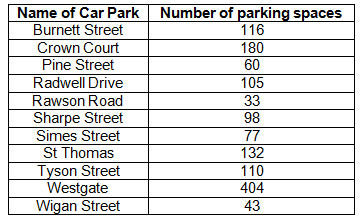 Name of Car Park Number of parking spaces
Burnett Street 116
Crown Court 180
Pine Street 60
Radwell Drive 105
Rawson Road 33
Sharpe Street 98
Simes Street 77
St Thomas 132
Tyson Street 110
Westgate 404
Wigan Street 43